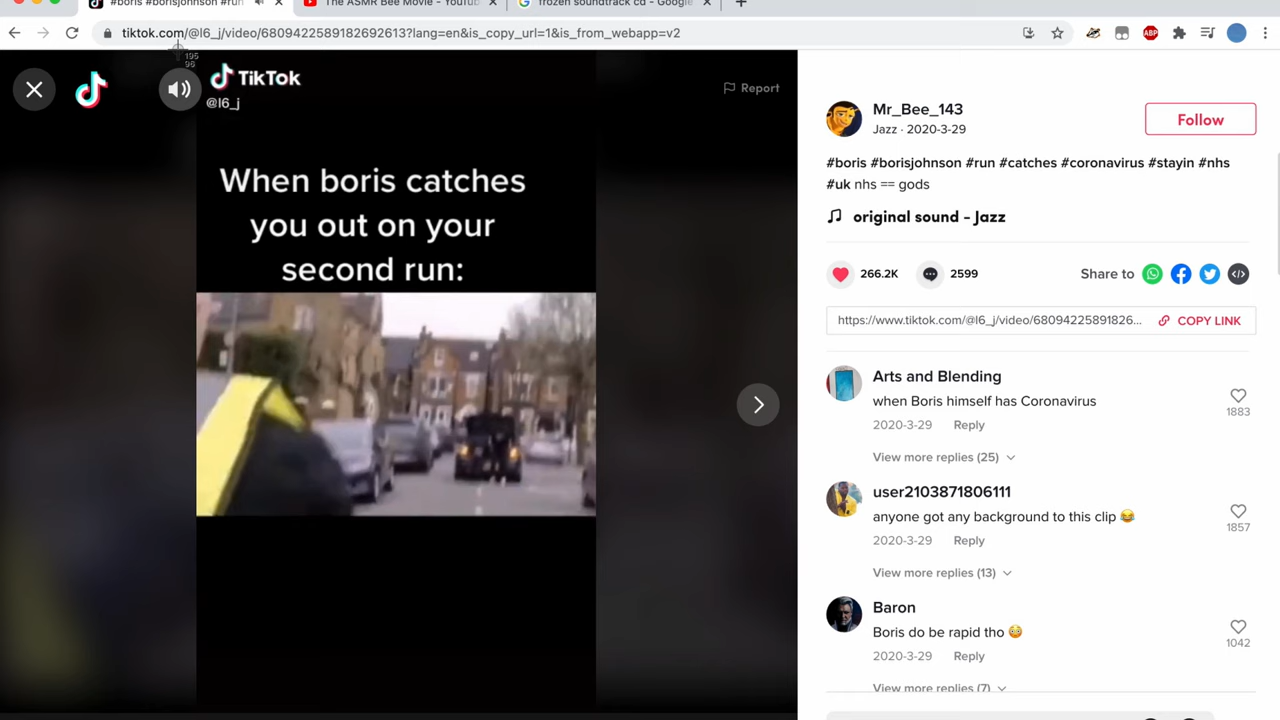 #boris #borisjohnson #run
The ASMR Bee Movie - YouTub
frozen soundtrack cd - Google
tiktok.com/@l6_j/video/6809422589182692613?lang=en&is_copy_url=1&is_from_webapp=v2
ABP
195
96
TikTok
@l6_j
Report
When boris catches
you out on your
second run:
Mr_Bee_143
Jazz · 2020-3-29
Follow
#boris #borisjohnson #run #catches #coronavirus #stayin #nhs
#uk nhs == gods
original sound - Jazz
266.2K
2599
Share to
https://www.tiktok.com/@l6_j/video/68094225891826...
COPY LINK
Arts and Blending
when Boris himself has Coronavirus
1883
2020-3-29 Reply
View more replies (25)
user2103871806111
anyone got any background to this clip 😂
1857
2020-3-29 Reply
View more replies (13)
Baron
Boris do be rapid tho 😳
1042
2020-3-29 Reply
View more replies (7)